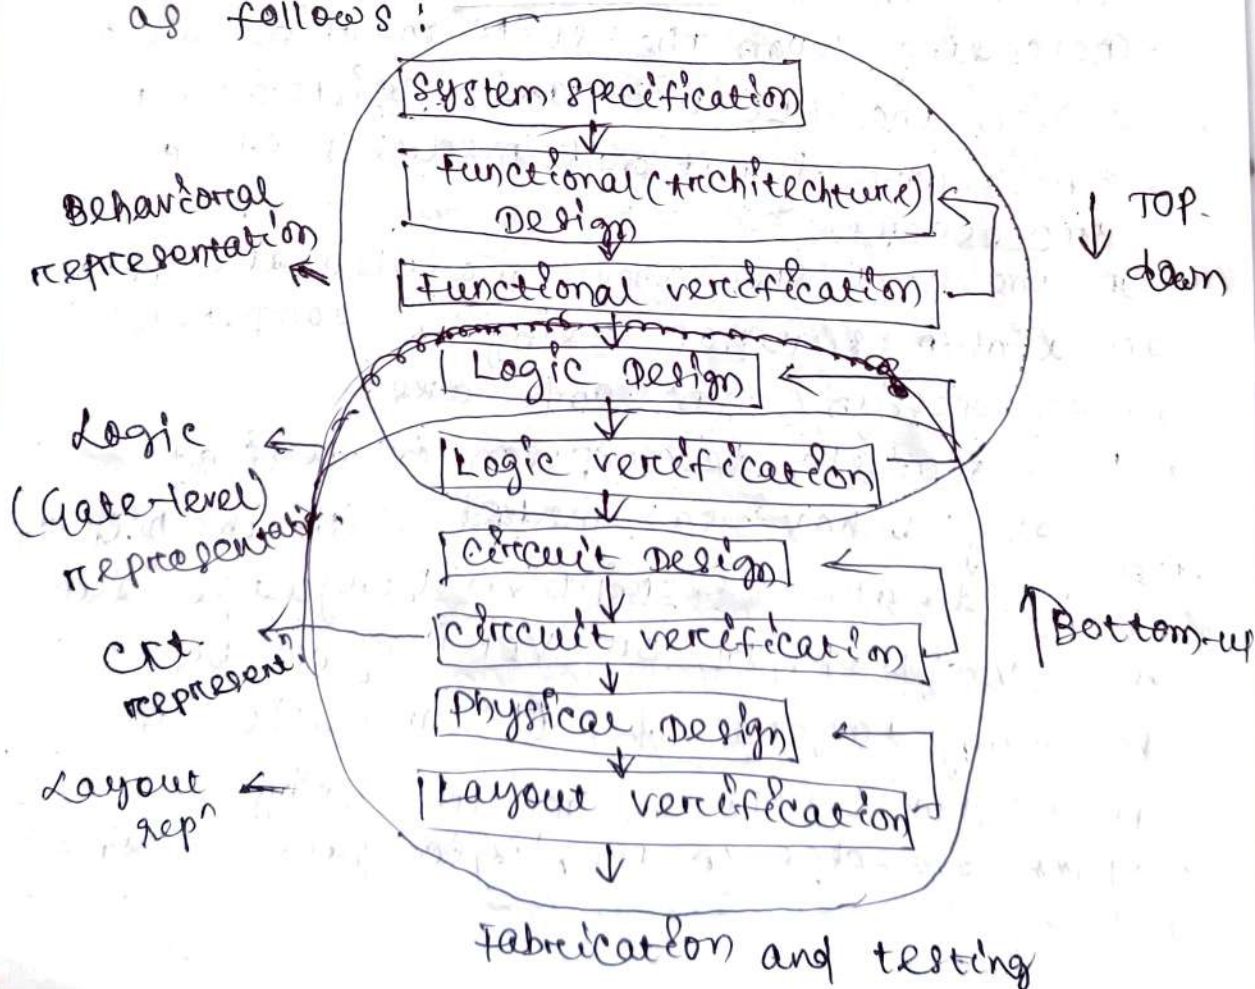 as follows:
System specification
Functional (Architechture)
Design
Behavioral
representation
TOP-
down
Functional verification
Logic Design
Logic
(Gate-level)
Logic verification
Circuit Design
Circuit verification
Bottom-up
Ckt
represent^n
Physical Design
Layout
rep^n
Layout verification
Fabrication and testing